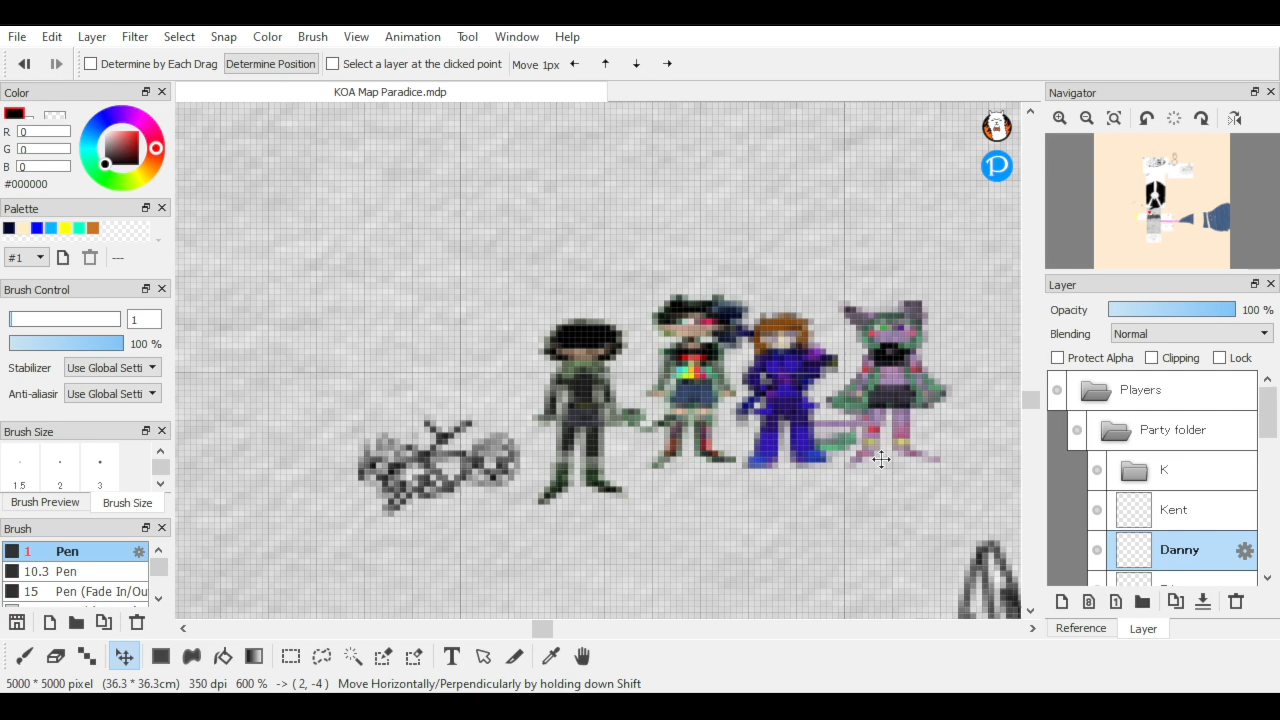 File Edit Layer Filter Select Snap Color Brush View Animation Tool Window Help
Determine by Each Drag Determine Position Select a layer at the clicked point Move 1px
Color
KOA Map Paradice.mdp
Navigator
R 0
G 0
B 0
#000000
Palette
#1
---
Brush Control
1
100 %
Stabilizer Use Global Setti
Anti-aliasir Use Global Setti
Brush Size
1.5 2 3
Brush Preview Brush Size
Brush
1 Pen
10.3 Pen
15 Pen (Fade In/Ou
Layer
Opacity 100 %
Blending Normal
Protect Alpha Clipping Lock
Players
Party folder
K
Kent
Danny
Reference Layer
5000 * 5000 pixel (36.3 * 36.3cm) 350 dpi 600 % -> ( 2, -4 ) Move Horizontally/Perpendicularly by holding down Shift